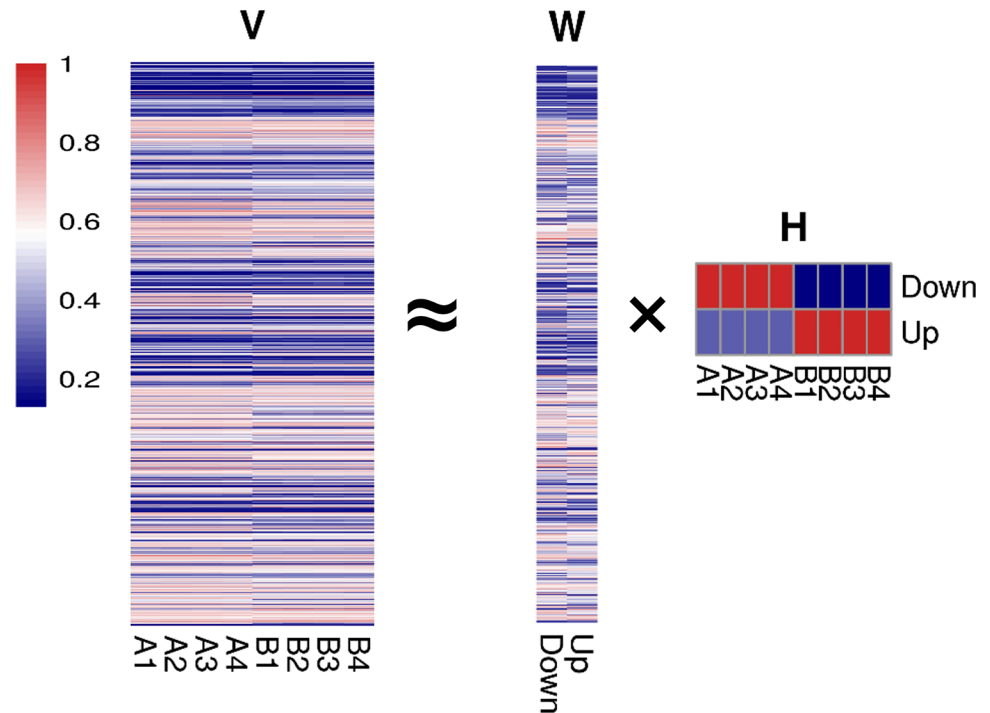 V
W
1
0.8
0.6
0.4
0.2
≈
×
H
Down
Up
A1 A2 A3 A4 B1 B2 B3 B4
A1 A2 A3 A4 B1 B2 B3 B4
Down Up